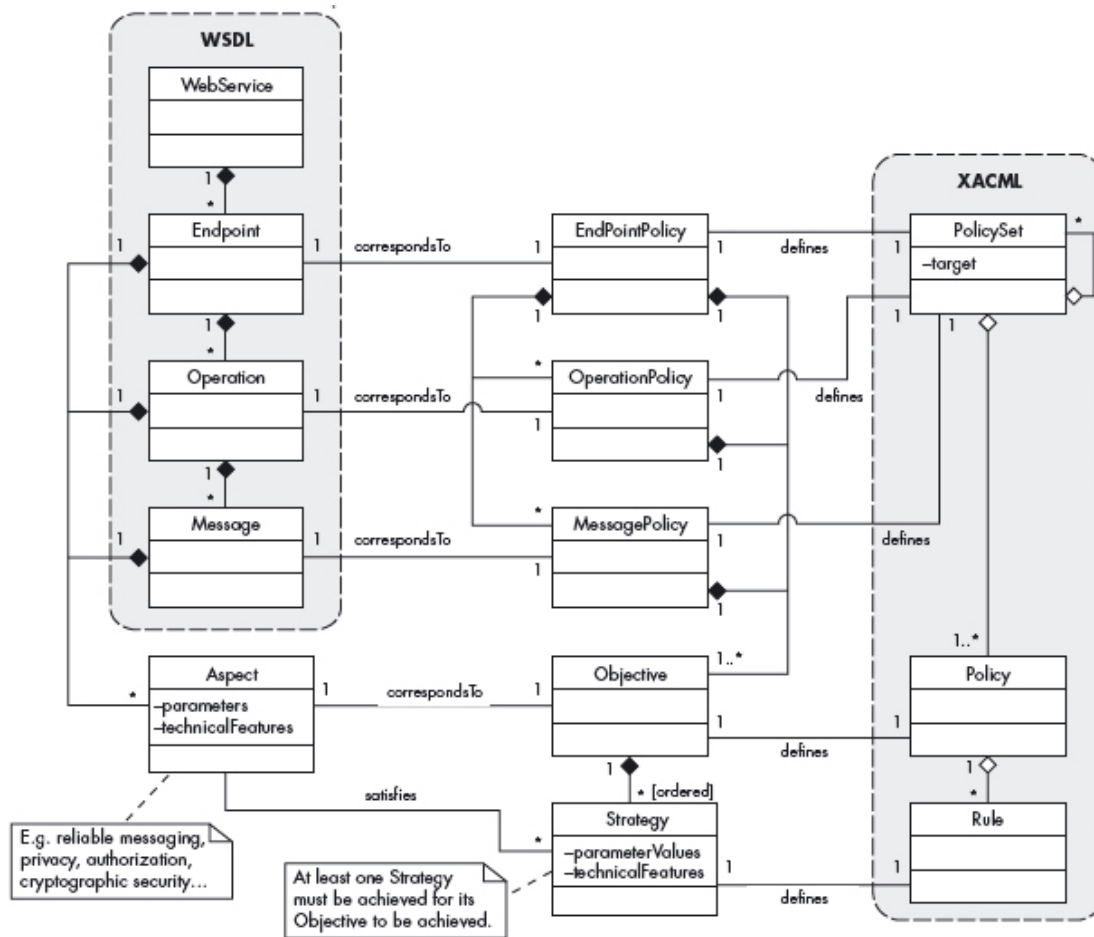 WSDL
WebService
1
*
Endpoint
1
1
correspondsTo
1
EndPointPolicy
1
defines
1
XACML
PolicySet
–target
*
1
*
Operation
1
1
correspondsTo
1
1
1
*
OperationPolicy
1
defines
1
1
1
*
Message
1
1
correspondsTo
1
1
*
MessagePolicy
1
defines
1
1..*
1..*
Aspect
–parameters
–technicalFeatures
*
1
correspondsTo
1
Objective
1
defines
1
Policy
satisfies
1
* [ordered]
1
*
E.g. reliable messaging,
privacy, authorization,
cryptographic security...
At least one Strategy
must be achieved for its
Objective to be achieved.
*
Strategy
–parameterValues
–technicalFeatures
1
defines
1
Rule